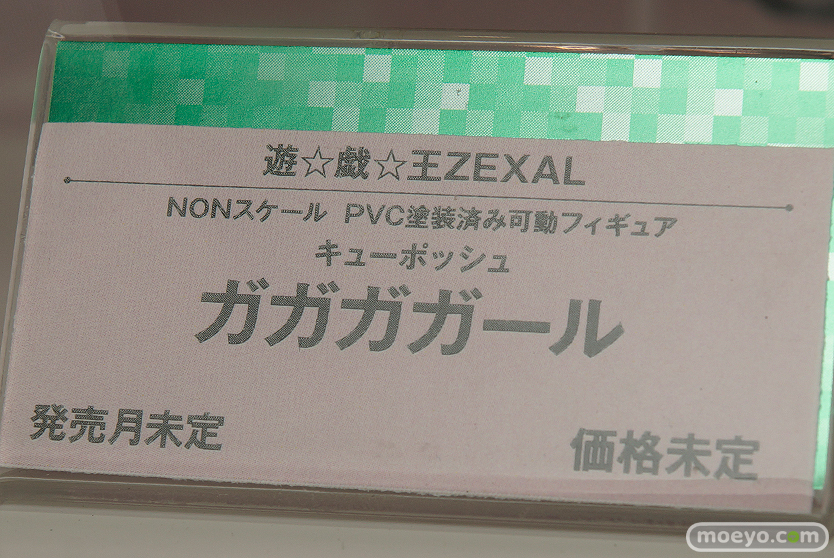 遊☆戯☆王ZEXAL
NONスケール PVC塗装済み可動フィギュア
キューポッシュ
ガガガガール
発売月未定
価格未定
moeyo.com